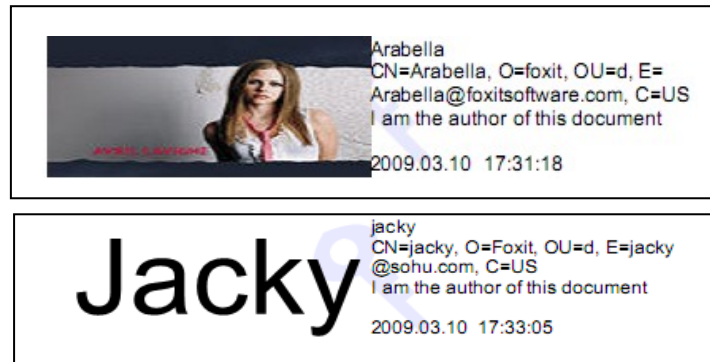 Arabella
CN=Arabella, O=foxit, OU=d, E=
Arabella@foxitsoftware.com, C=US
I am the author of this document
2009.03.10 17:31:18
AVRIL LAVIGNE
Jacky
jacky
CN=jacky, O=Foxit, OU=d, E=jacky
@sohu.com, C=US
I am the author of this document
2009.03.10 17:33:05